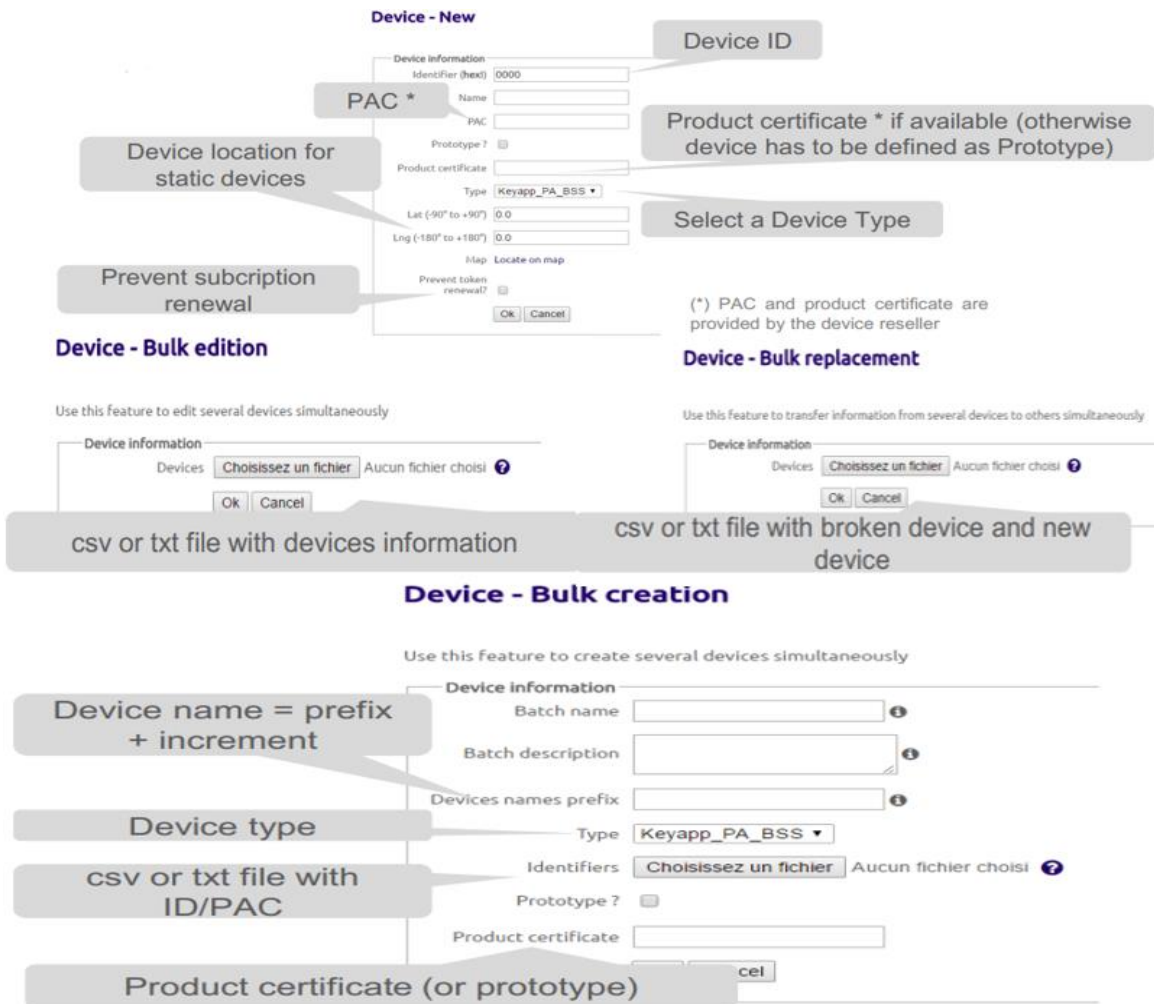 Device - New
Device ID
Device information
Identifier (hex!) 0000
PAC *
Name
PAC
Product certificate * if available (otherwise
device has to be defined as Prototype)
Prototype ?
Device location for
static devices
Product certificate
Type Keyapp_PA_BSS
Lat (-90° to +90°) 0.0
Select a Device Type
Lng (-180° to +180°) 0.0
Map Locate on map
Prevent subcription
renewal
Prevent token
renewal?
Ok Cancel
(*) PAC and product certificate are
provided by the device reseller
Device - Bulk edition
Use this feature to edit several devices simultaneously
Device information
Devices Choisissez un fichier Aucun fichier choisi ?
Ok Cancel
csv or txt file with devices information
Device - Bulk replacement
Use this feature to transfer information from several devices to others simultaneously
Device information
Devices Choisissez un fichier Aucun fichier choisi ?
Ok Cancel
csv or txt file with broken device and new
device
Device - Bulk creation
Use this feature to create several devices simultaneously
Device information
Batch name
Device name = prefix
+ increment
Batch description
Devices names prefix
Device type
Type Keyapp_PA_BSS
csv or txt file with
ID/PAC
Identifiers Choisissez un fichier Aucun fichier choisi ?
Prototype ?
Product certificate
cel
Product certificate (or prototype)